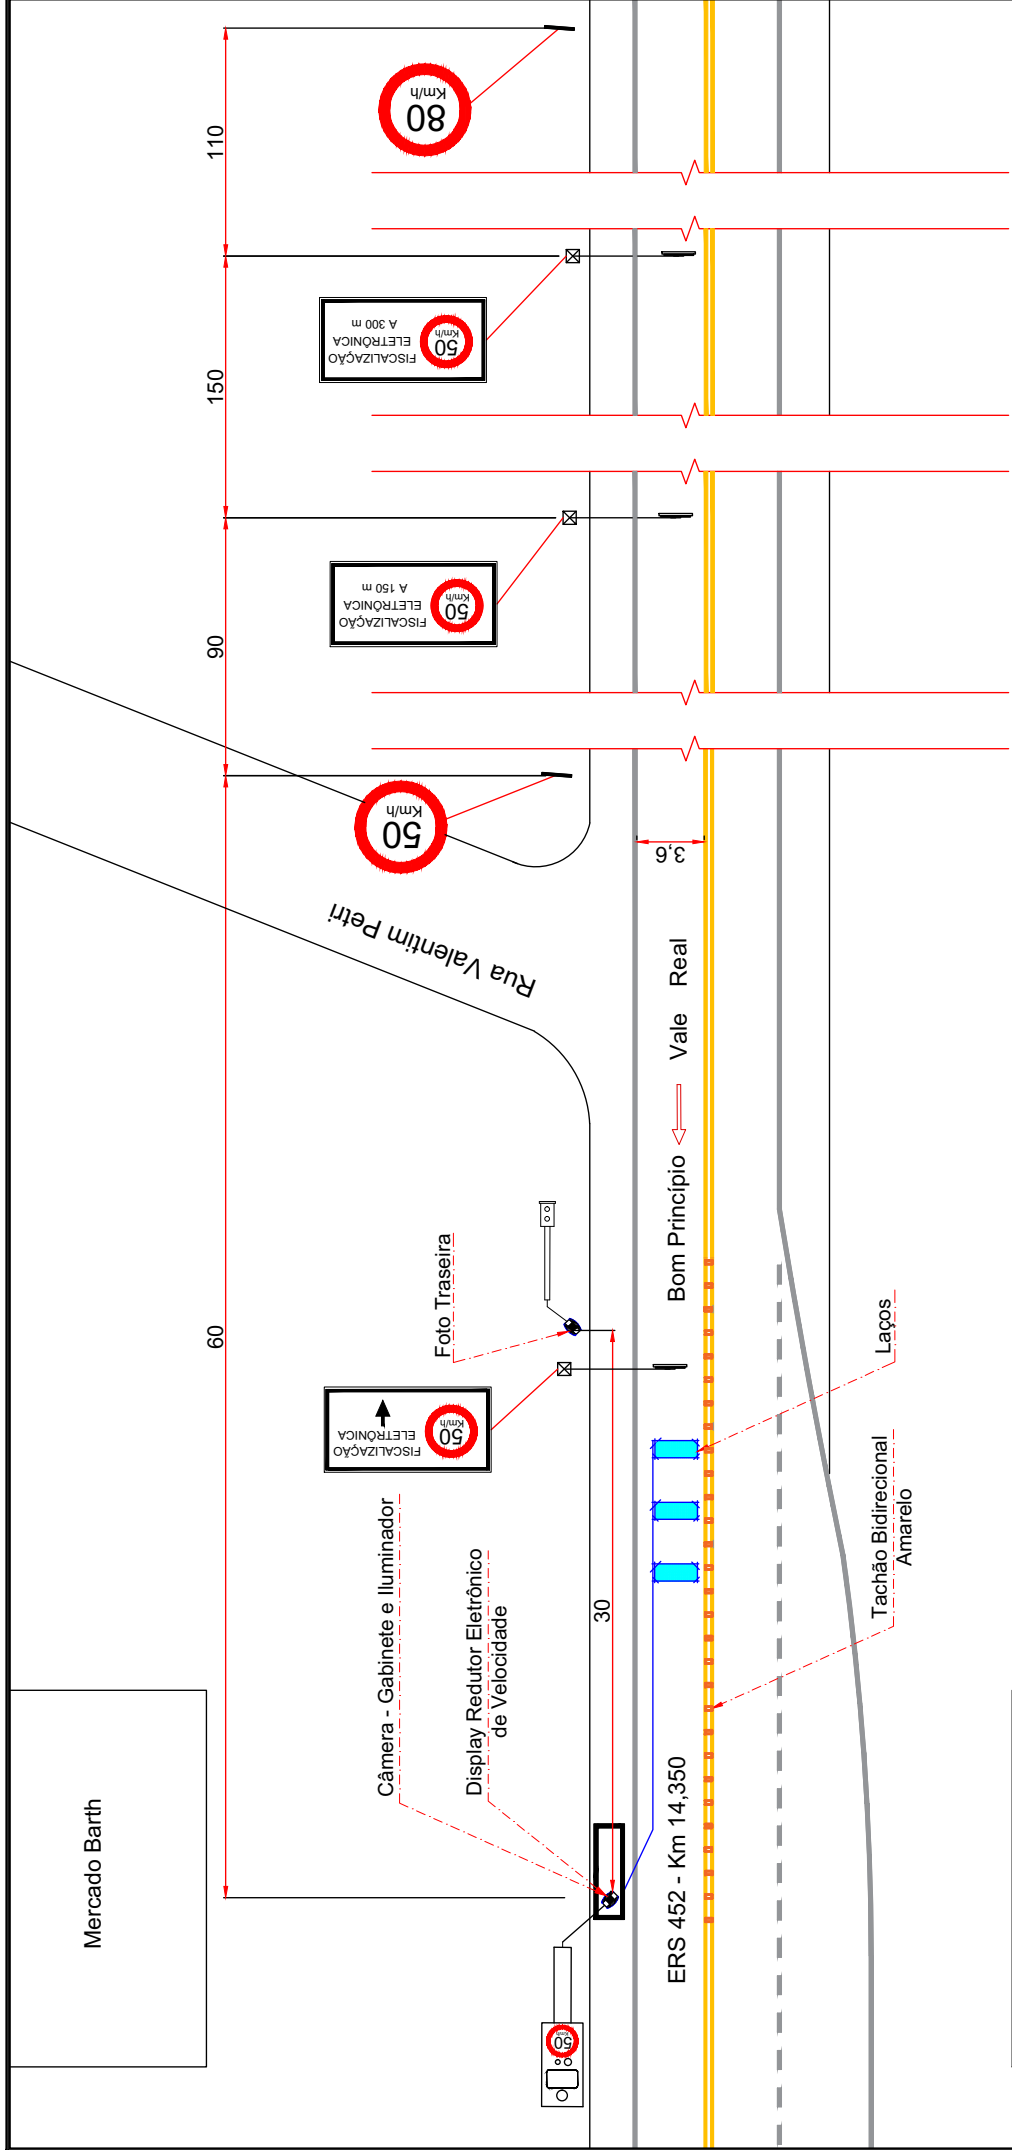 110
150
90
60
80
Km/h
FISCALIZAÇÃO
ELETRÔNICA
A 300 m
50
Km/h
FISCALIZAÇÃO
ELETRÔNICA
A 150 m
50
Km/h
50
Km/h
Rua Valentim Petri
3,6
Bom Princípio
Vale Real
Foto Traseira
FISCALIZAÇÃO
ELETRÔNICA
50
Km/h
Câmera - Gabinete e Iluminador
Display Redutor Eletrônico
de Velocidade
30
Laços
Tachão Bidirecional
Amarelo
ERS 452 - Km 14,350
Mercado Barth
50
Km/h